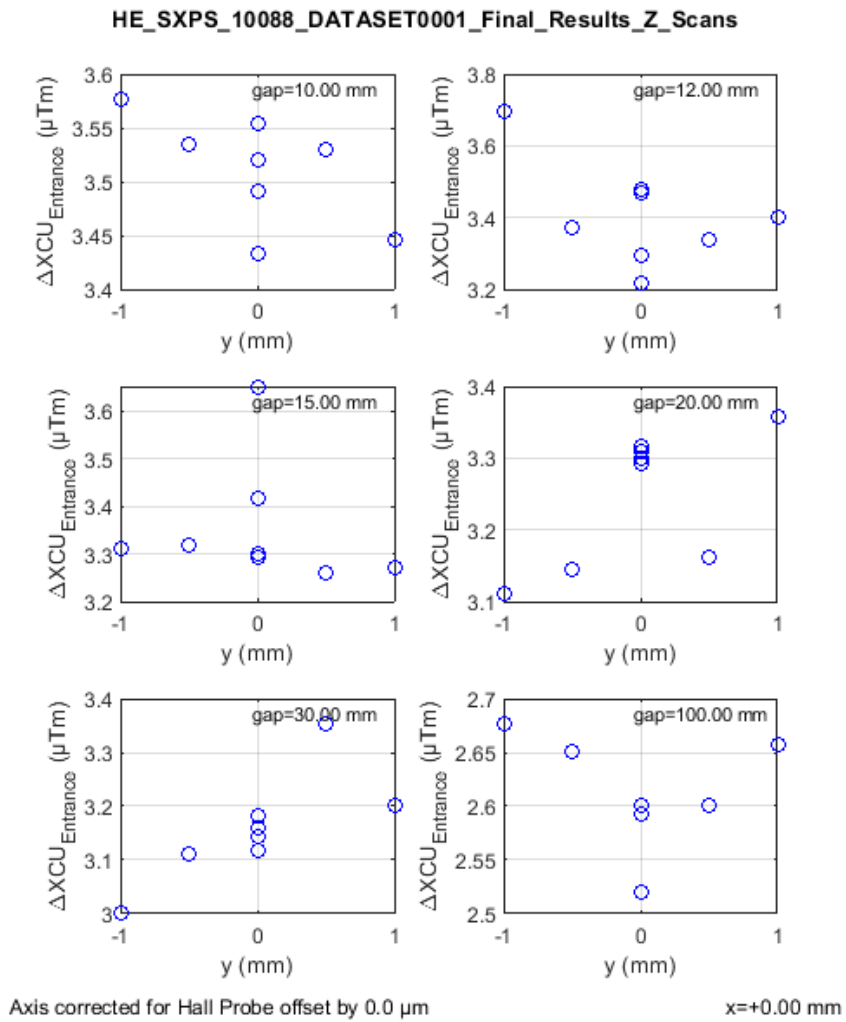 HE_SXPS_10088_DATASET0001_Final_Results_Z_Scans
3.6
3.55
3.5
3.45
3.4
ΔXCU_Entrance (µTm)
gap=10.00 mm
-1 0 1
y (mm)
3.8
3.6
3.4
3.2
ΔXCU_Entrance (µTm)
gap=12.00 mm
-1 0 1
y (mm)
3.6
3.5
3.4
3.3
3.2
ΔXCU_Entrance (µTm)
gap=15.00 mm
-1 0 1
y (mm)
3.4
3.3
3.2
3.1
ΔXCU_Entrance (µTm)
gap=20.00 mm
-1 0 1
y (mm)
3.4
3.3
3.2
3.1
3
ΔXCU_Entrance (µTm)
gap=30.00 mm
-1 0 1
y (mm)
2.7
2.65
2.6
2.55
2.5
ΔXCU_Entrance (µTm)
gap=100.00 mm
-1 0 1
y (mm)
Axis corrected for Hall Probe offset by 0.0 µm
x=+0.00 mm